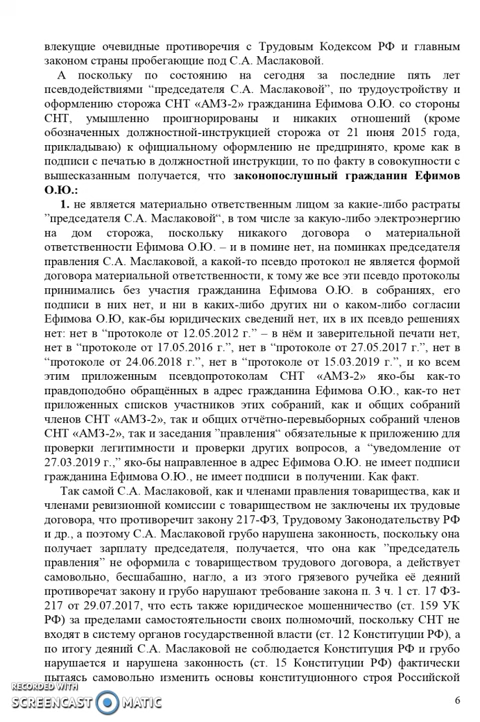 влекущие очевидные противоречия с Трудовым Кодексом РФ и главным
законом страны пробегающие под С.А. Маслаковой.
А поскольку по состоянию на сегодня за последние пять лет
псевдодействиями “председателя С.А. Маслаковой”, по трудоустройству и
оформлению сторожа СНТ «АМЗ-2» гражданина Ефимова О.Ю. со стороны
СНТ, умышленно проигнорированы и никаких отношений (кроме
обозначенных должностной-инструкцией сторожа от 21 июня 2015 года,
прикладываю) к официальному оформлению не предпринято, кроме как в
подписи с печатью в должностной инструкции, то по факту в совокупности с
вышесказанным получается, что законопослушный гражданин Ефимов
О.Ю.:
1. не является материально ответственным лицом за какие-либо растраты
”председателя С.А. Маслаковой“, в том числе за какую-либо электроэнергию
на дом сторожа, поскольку никакого договора о материальной
ответственности Ефимова О.Ю. – и в помине нет, на поминках председателя
правления С.А. Маслаковой, а какой-то псевдо протокол не является формой
договора материальной ответственности, к тому же все эти псевдо протоколы
принимались без участия гражданина Ефимова О.Ю. в собраниях, его
подписи в них нет, и ни в каких-либо других ни о каком-либо согласии
Ефимова О.Ю, как-бы юридических сведений нет, их в их псевдо решениях
нет: нет в “протоколе от 12.05.2012 г.” – в нём и заверительной печати нет,
нет в “протоколе от 17.05.2016 г.”, нет в “протоколе от 27.05.2017 г.”, нет в
“протоколе от 24.06.2018 г.”, нет в “протоколе от 15.03.2019 г.”, и ко всем
этим приложенным псевдопротоколам СНТ «АМЗ-2» яко-бы как-то
правдоподобно обращённых в адрес гражданина Ефимова О.Ю., как-то нет
приложенных списков участников этих собраний, как и общих собраний
членов СНТ «АМЗ-2», так и общих отчётно-перевыборных собраний членов
СНТ «АМЗ-2», так и заседания ”правления“ обязательные к приложению для
проверки легитимности и проверки других вопросов, а “уведомление от
27.03.2019 г.,” яко-бы направленное в адрес Ефимова О.Ю. не имеет подписи
гражданина Ефимова О.Ю., не имеет подписи в получении. Как факт.
Так самой С.А. Маслаковой, как и членами правления товарищества, как и
членами ревизионной комиссии с товариществом не заключены их трудовые
договора, что противоречит закону 217-ФЗ, Трудовому Законодательству РФ
и др., а поэтому С.А. Маслаковой грубо нарушена законность, поскольку она
получает зарплату председателя, получается, что она как ”председатель
правления” не оформила с товариществом трудового договора, а действует
самовольно, бесшабашно, нагло, а из этого грязевого ручейка её деяний
противоречат закону и грубо нарушают требование закона п. 3 ч. 1 ст. 17 ФЗ-
217 от 29.07.2017, что есть также юридическое мошенничество (ст. 159 УК
РФ) за пределами самостоятельности своих полномочий, поскольку СНТ не
входят в систему органов государственной власти (ст. 12 Конституции РФ), а
по итогу деяний С.А. Маслаковой не соблюдается Конституция РФ и грубо
нарушается и нарушена законность (ст. 15 Конституции РФ) фактически
пытаясь самовольно изменить основы конституционного строя Российской
6
RECORDED WITH
SCREENCAST MATIC